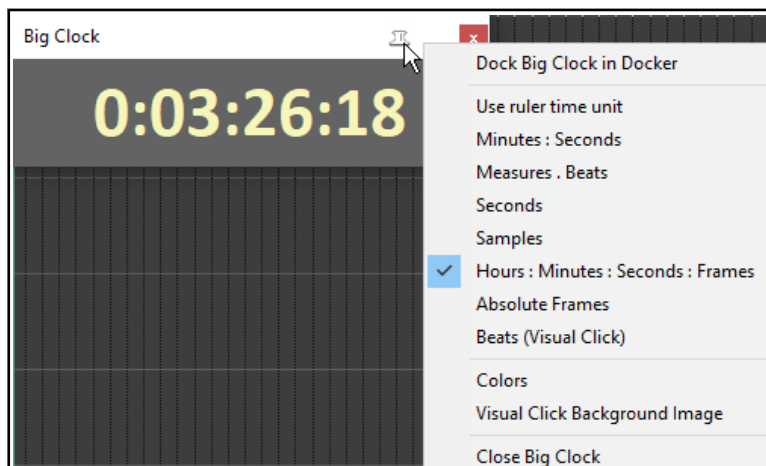 Big Clock
x
0:03:26:18
Dock Big Clock in Docker
Use ruler time unit
Minutes : Seconds
Measures . Beats
Seconds
Samples
Hours : Minutes : Seconds : Frames
Absolute Frames
Beats (Visual Click)
Colors
Visual Click Background Image
Close Big Clock